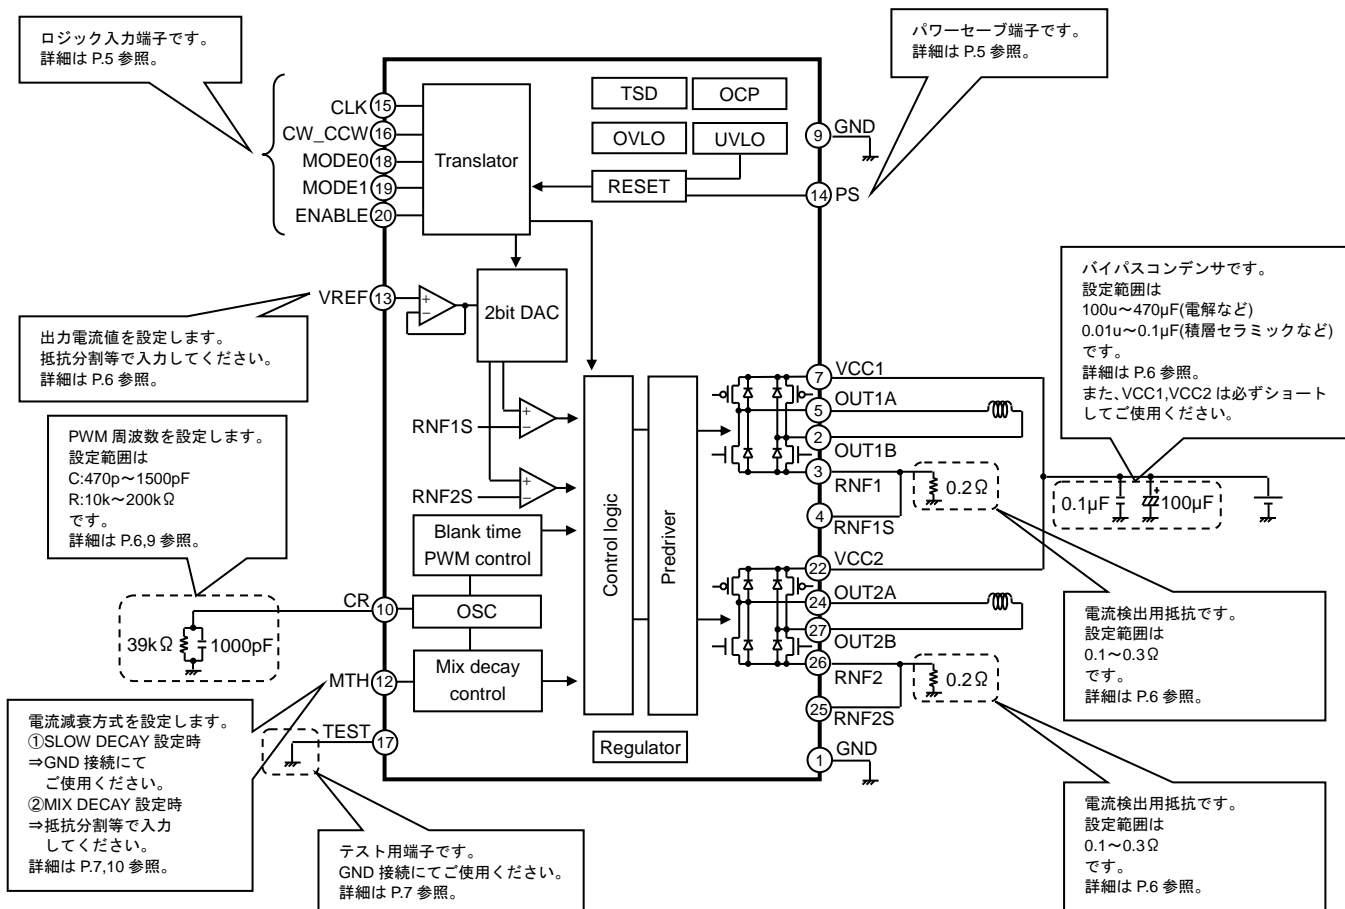 ロジック入力端子です。
詳細は P.5 参照。
パワーセーブ端子です。
詳細は P.5 参照。
CLK 15
CW_CCW 16
MODE0 18
MODE1 19
ENABLE 20
Translator
TSD
OCP
OVLO
UVLO
RESET
9 GND
14 PS
VREF 13
+
−
2bit DAC
出力電流値を設定します。
抵抗分割等で入力してください。
詳細は P.6 参照。
バイパスコンデンサです。
設定範囲は
100u～470μF(電解など)
0.01u～0.1μF(積層セラミックなど)
です。
詳細は P.6 参照。
また、VCC1,VCC2 は必ずショート
してご使用ください。
PWM 周波数を設定します。
設定範囲は
C:470p～1500pF
R:10k～200kΩ
です。
詳細は P.6,9 参照。
RNF1S
+
−
RNF2S
+
−
Blank time
PWM control
OSC
Mix decay
control
Control logic
Predriver
Regulator
7 VCC1
5 OUT1A
2 OUT1B
3 RNF1
4 RNF1S
0.2Ω
0.1μF
+
100μF
22 VCC2
24 OUT2A
27 OUT2B
26 RNF2
25 RNF2S
0.2Ω
1 GND
CR 10
39kΩ
1000pF
MTH 12
TEST 17
電流減衰方式を設定します。
①SLOW DECAY 設定時
⇒GND 接続にて
ご使用ください。
②MIX DECAY 設定時
⇒抵抗分割等で入力
してください。
詳細は P.7,10 参照。
テスト用端子です。
GND 接続にてご使用ください。
詳細は P.7 参照。
電流検出用抵抗です。
設定範囲は
0.1～0.3Ω
です。
詳細は P.6 参照。
電流検出用抵抗です。
設定範囲は
0.1～0.3Ω
です。
詳細は P.6 参照。